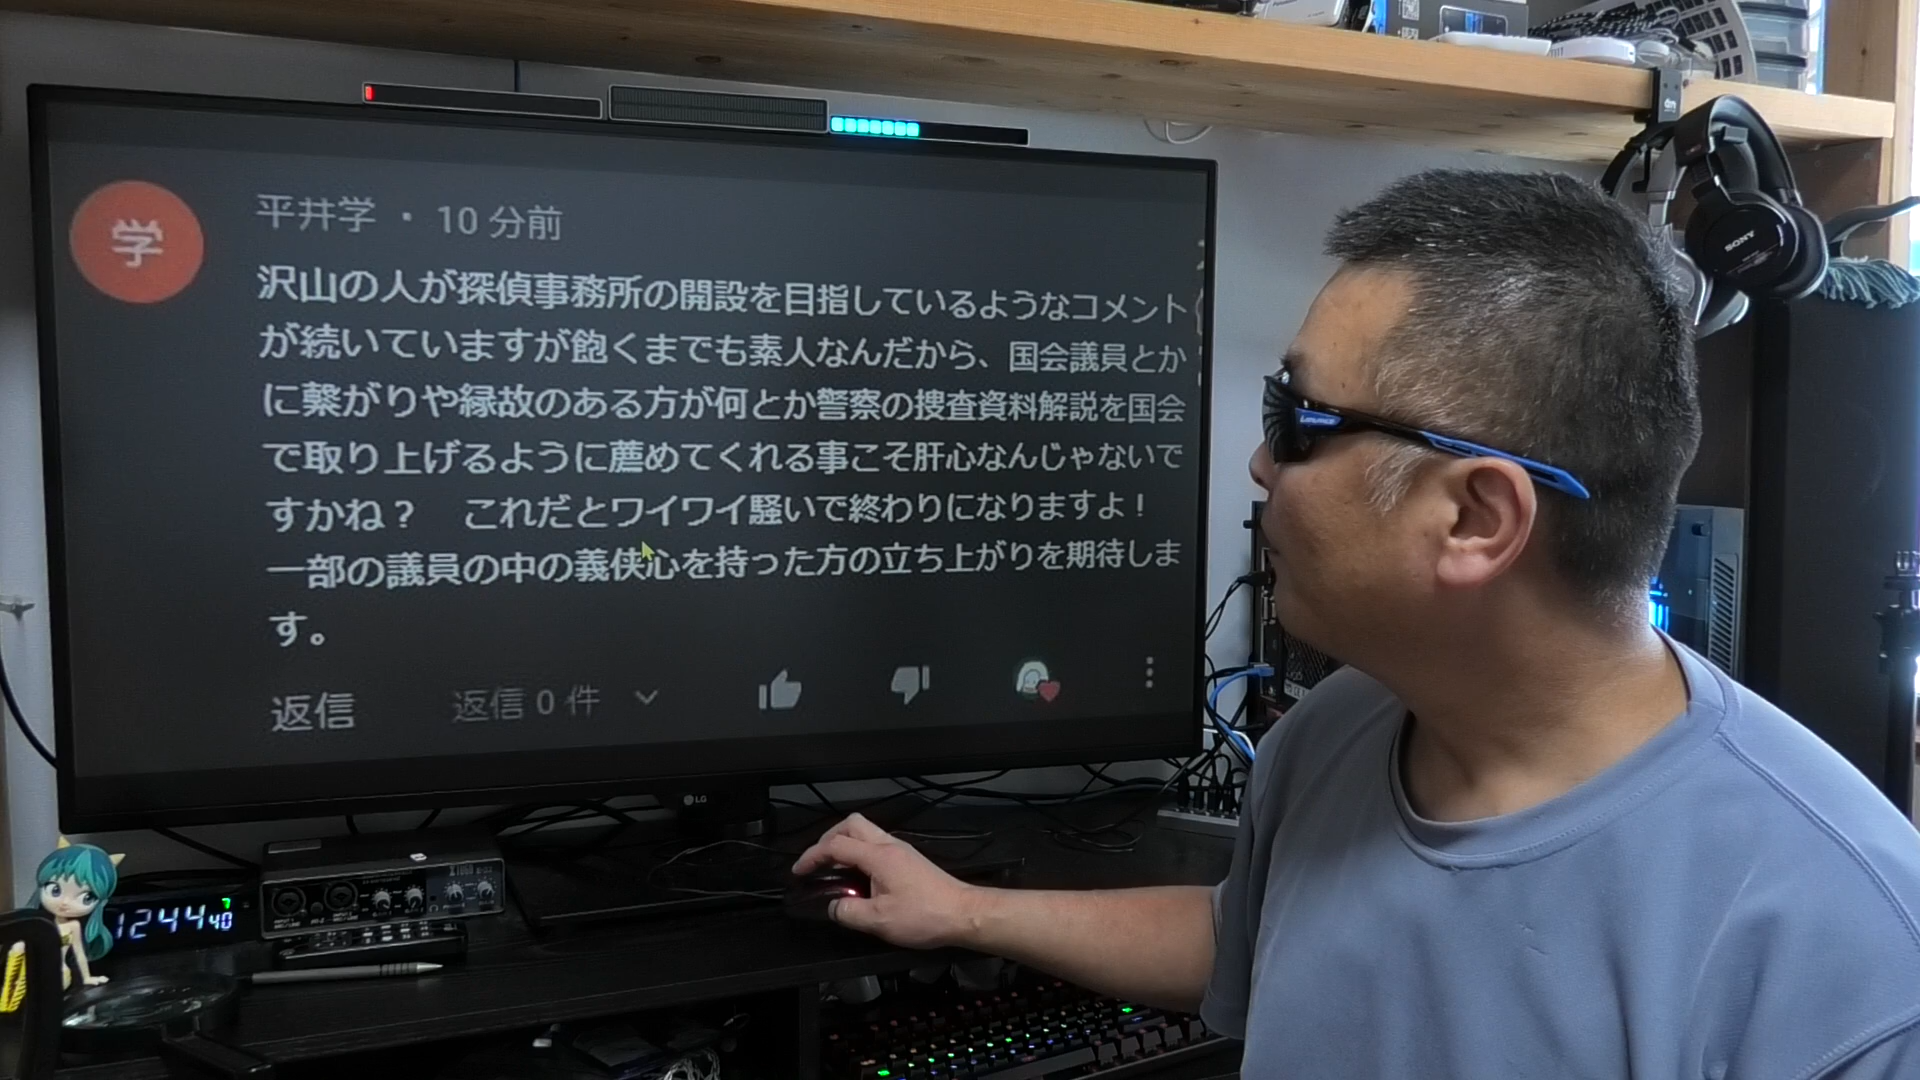 平井学 ・ 10 分前
沢山の人が探偵事務所の開設を目指しているようなコメント
が続いていますが飽くまでも素人なんだから、国会議員とか
に繋がりや縁故のある方が何とか警察の捜査資料解説を国会
で取り上げるように薦めてくれる事こそ肝心なんじゃないで
すかね？　これだとワイワイ騒いで終わりになりますよ！
一部の議員の中の義侠心を持った方の立ち上がりを期待しま
す。
返信 返信 0 件
学
LG
SONY
124440
7